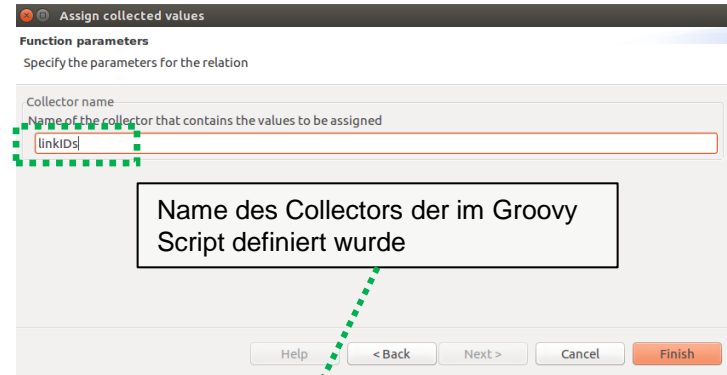 Assign collected values
Function parameters
Specify the parameters for the relation
Collector name
Name of the collector that contains the values to be assigned
linkIDs
Name des Collectors der im Groovy
Script definiert wurde
Help
< Back
Next >
Cancel
Finish